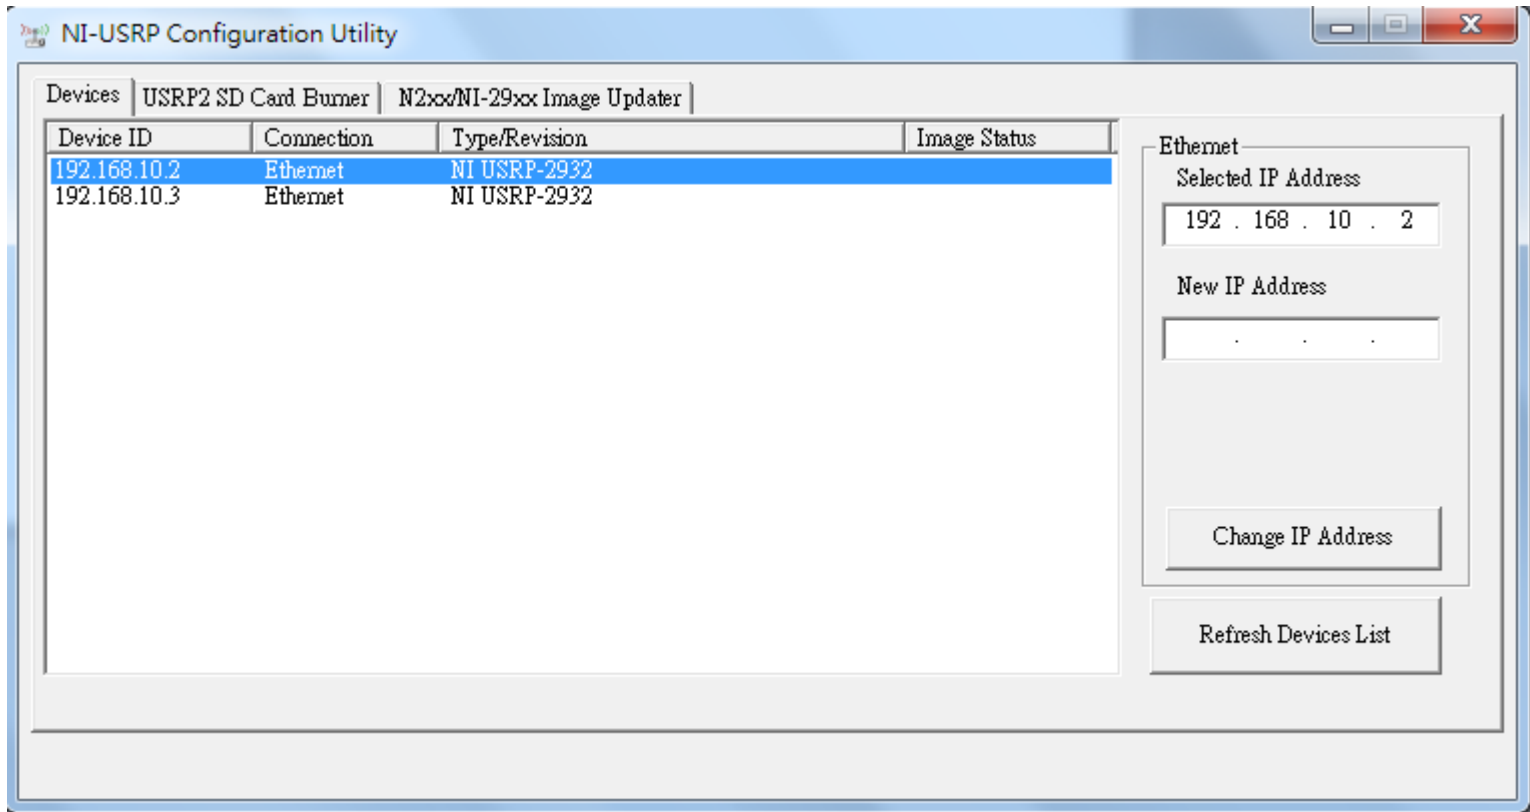 NI-USRP Configuration Utility
Devices USRP2 SD Card Burner N2xx/NI-29xx Image Updater
Device ID Connection Type/Revision Image Status
192.168.10.2 Ethernet NI USRP-2932
192.168.10.3 Ethernet NI USRP-2932
Ethernet
Selected IP Address
192 . 168 . 10 . 2
New IP Address
. . .
Change IP Address
Refresh Devices List